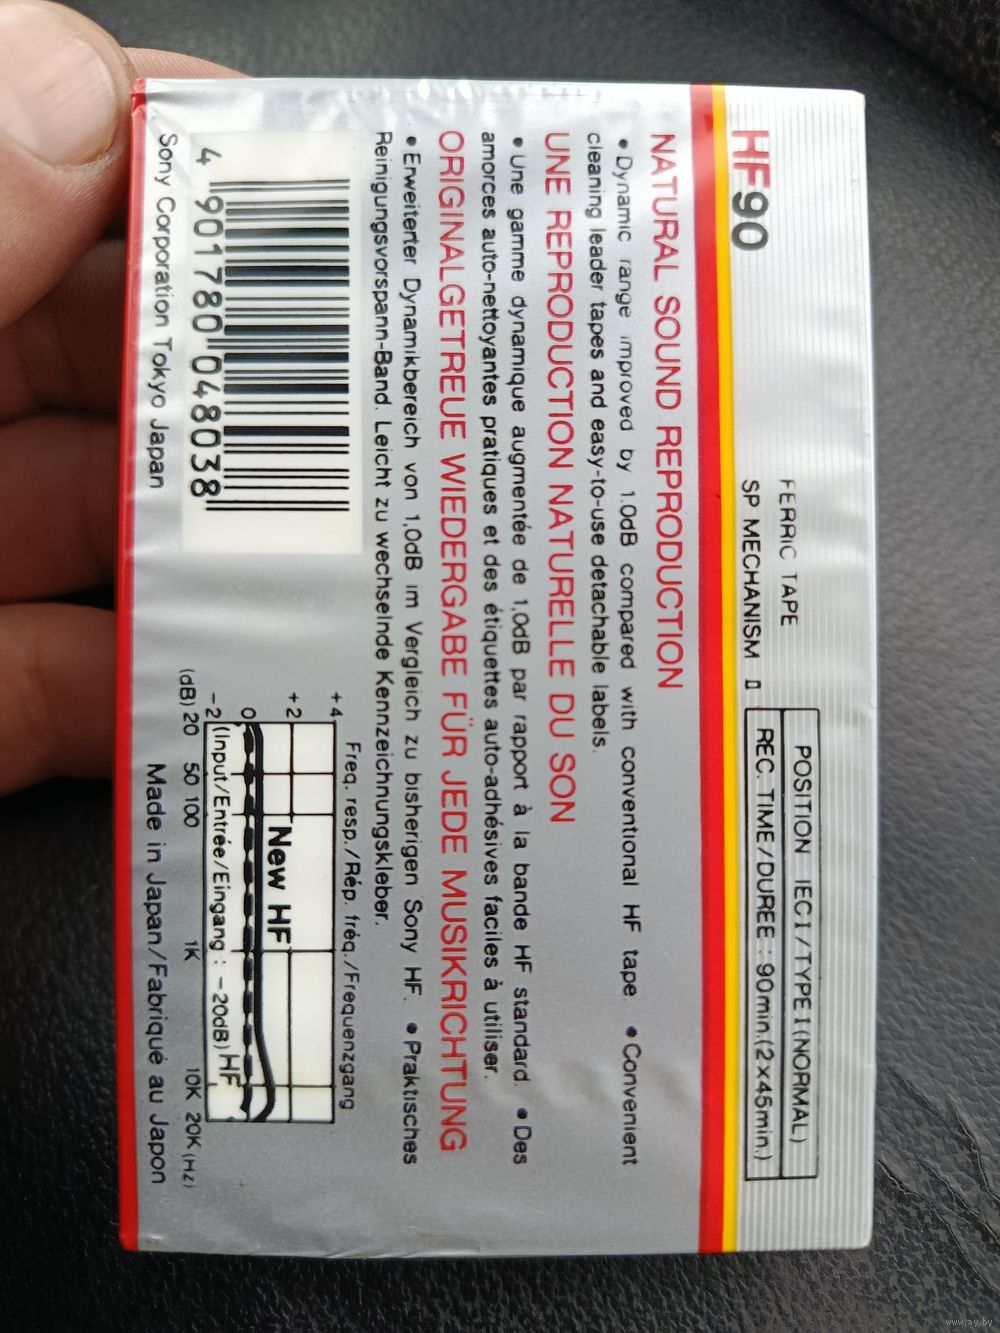 HF90
FERRIC TAPE
SP MECHANISM
POSITION IEC I/TYPE I (NORMAL)
REC. TIME/DUREE : 90min.(2x45min.)
NATURAL SOUND REPRODUCTION
• Dynamic range improved by 1.0dB compared with conventional HF tape. • Convenient
cleaning leader tapes and easy-to-use detachable labels.
UNE REPRODUCTION NATURELLE DU SON
• Une gamme dynamique augmentée de 1,0dB par rapport à la bande HF standard. • Des
amorces auto-nettoyantes pratiques et des étiquettes auto-adhésives faciles à utiliser.
ORIGINALGETREUE WIEDERGABE FÜR JEDE MUSIKRICHTUNG
• Erweiterter Dynamikbereich von 1,0dB im Vergleich zu bisherigen Sony HF. • Praktisches
Reinigungsvorspann-Band. Leicht zu wechselnde Kennzeichnungskleber.
4 901780 048038
Sony Corporation Tokyo Japan
Freq. resp./Rép. fréq./Frequenzgang
+4
+2
New HF
0
HF
-2 (Input/Entrée/Eingang : -20dB)
(dB) 20 50 100 1K 10K 20K (Hz)
Made in Japan/Fabriqué au Japon
www.ay.by